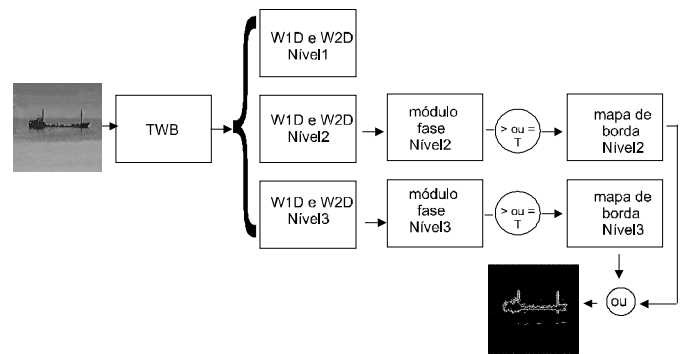 TWB
W1D e W2D
Nível1
W1D e W2D
Nível2
módulo
fase
Nível2
> ou =
T
mapa de
borda
Nível2
W1D e W2D
Nível3
módulo
fase
Nível3
> ou =
T
mapa de
borda
Nível3
ou